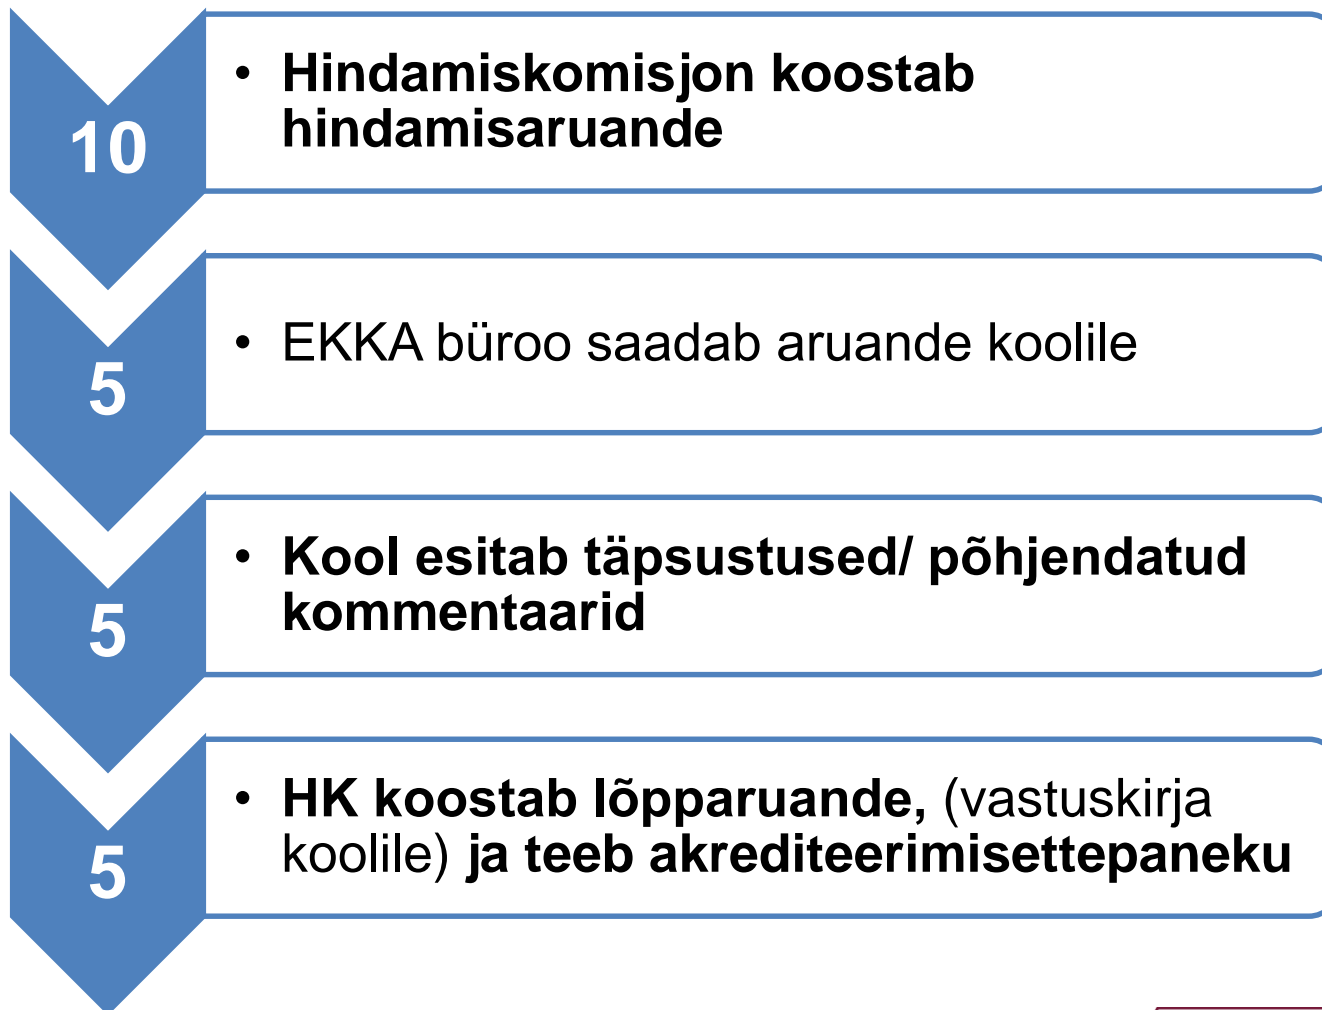 10
• Hindamiskomisjon koostab
hindamisaruande
5
• EKKA büroo saadab aruande koolile
5
• Kool esitab täpsustused/ põhjendatud
kommentaarid
5
• HK koostab lõpparuande, (vastuskirja
koolile) ja teeb akrediteerimisettepaneku